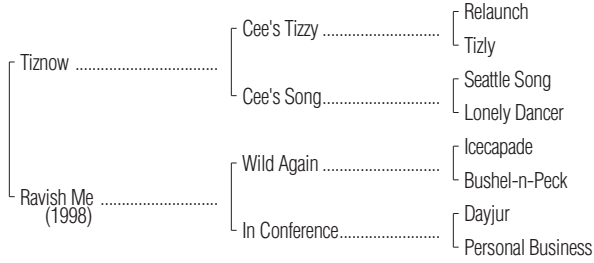 Relaunch
Cee's Tizzy ..............................
Tizly
Tiznow .....................................
Seattle Song
Cee's Song..............................
Lonely Dancer
Icecapade
Wild Again ..............................
Bushel-n-Peck
Ravish Me ..............................
(1998)
Dayjur
In Conference..........................
Personal Business